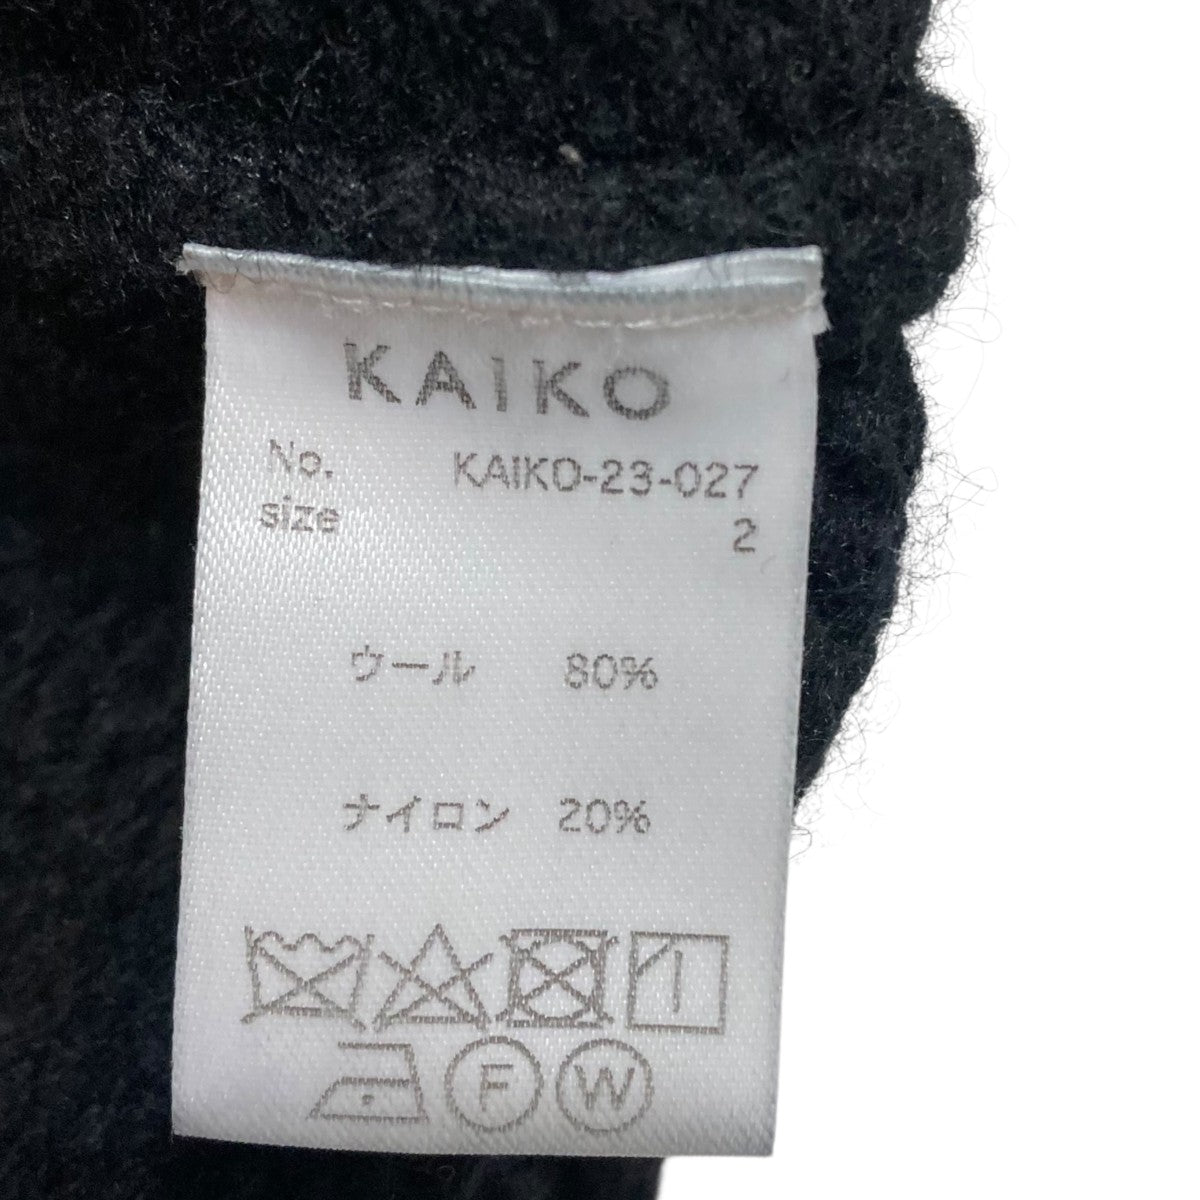 KAIKO
No. KAIKO-23-027
size 2
ウール 80%
ナイロン 20%
F W